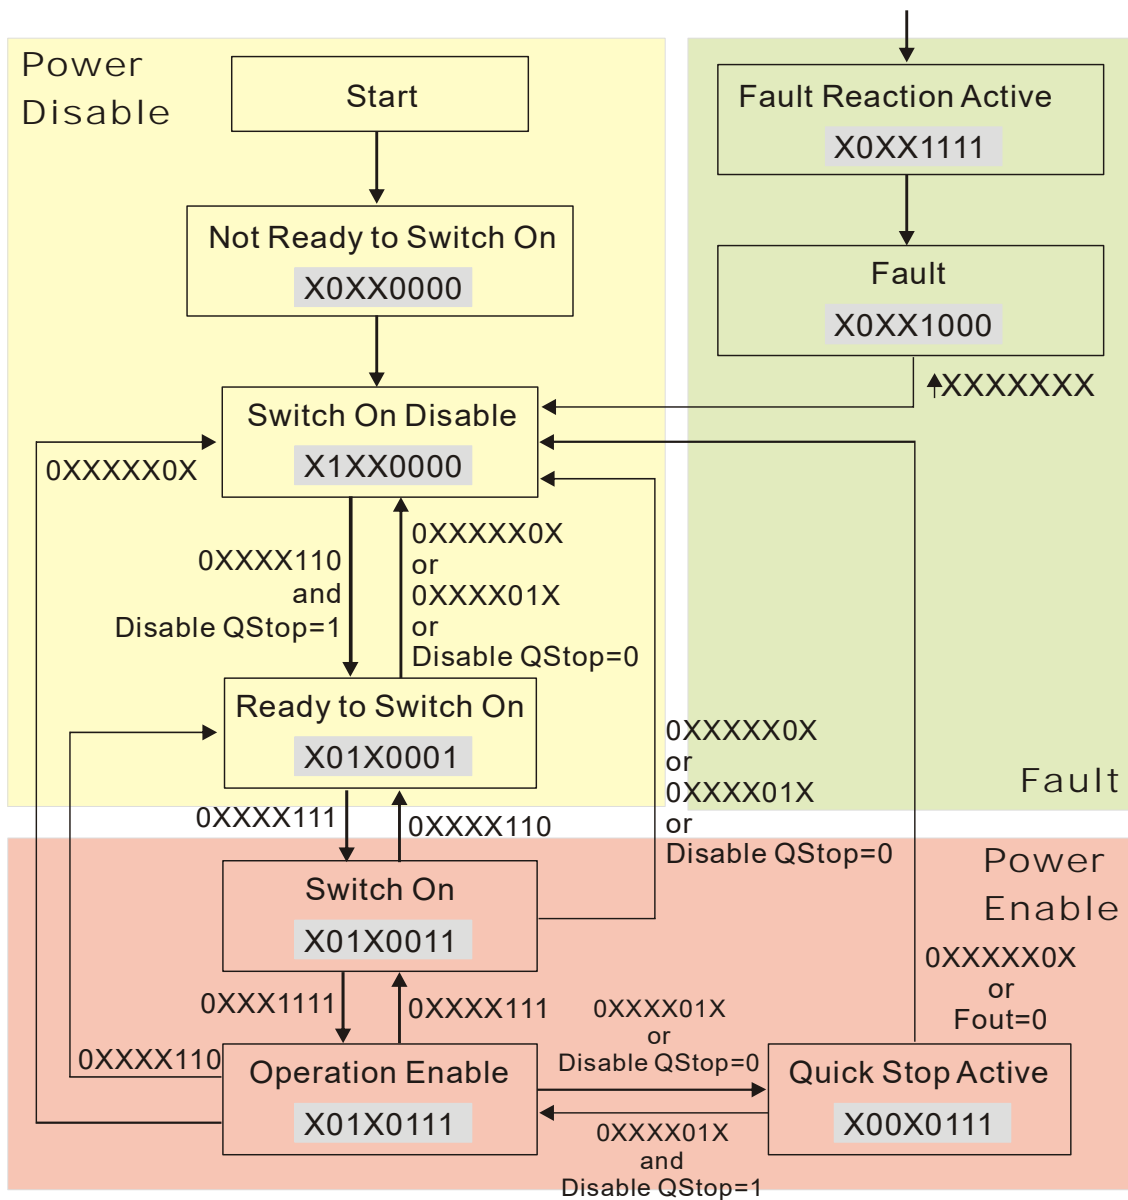 Power
Disable
Start
Not Ready to Switch On
X0XX0000
Switch On Disable
X1XX0000
0XXXXX0X
0XXXX110
and
Disable QStop=1
0XXXXX0X
or
0XXXX01X
or
Disable QStop=0
Ready to Switch On
X01X0001
Fault Reaction Active
X0XX1111
Fault
X0XX1000
XXXXXXX
Fault
0XXXXX0X
or
0XXXX01X
or
Disable QStop=0
0XXXX111
0XXXX110
Power
Enable
Switch On
X01X0011
0XXX1111
0XXXX111
0XXXX110
Operation Enable
X01X0111
0XXXX01X
or
Disable QStop=0
0XXXX01X
and
Disable QStop=1
0XXXXX0X
or
Fout=0
Quick Stop Active
X00X0111